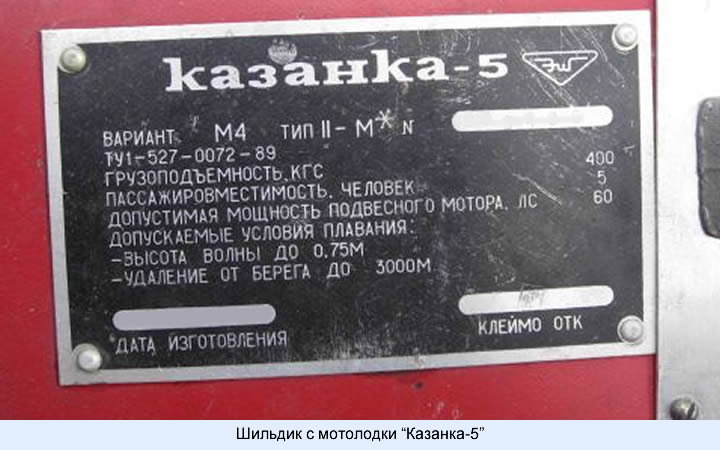 казанка-5
ВАРИАНТ М4 ТИП II-М* N
ТУ1-527-0072-89
ГРУЗОПОДЪЕМНОСТЬ, КГС 400
ПАССАЖИРОВМЕСТИМОСТЬ, ЧЕЛОВЕК 5
ДОПУСТИМАЯ МОЩНОСТЬ ПОДВЕСНОГО МОТОРА, ЛС 60
ДОПУСКАЕМЫЕ УСЛОВИЯ ПЛАВАНИЯ:
-ВЫСОТА ВОЛНЫ ДО 0.75М
-УДАЛЕНИЕ ОТ БЕРЕГА ДО 3000М
ДАТА ИЗГОТОВЛЕНИЯ
КЛЕЙМО ОТК
Шильдик с мотолодки “Казанка-5”